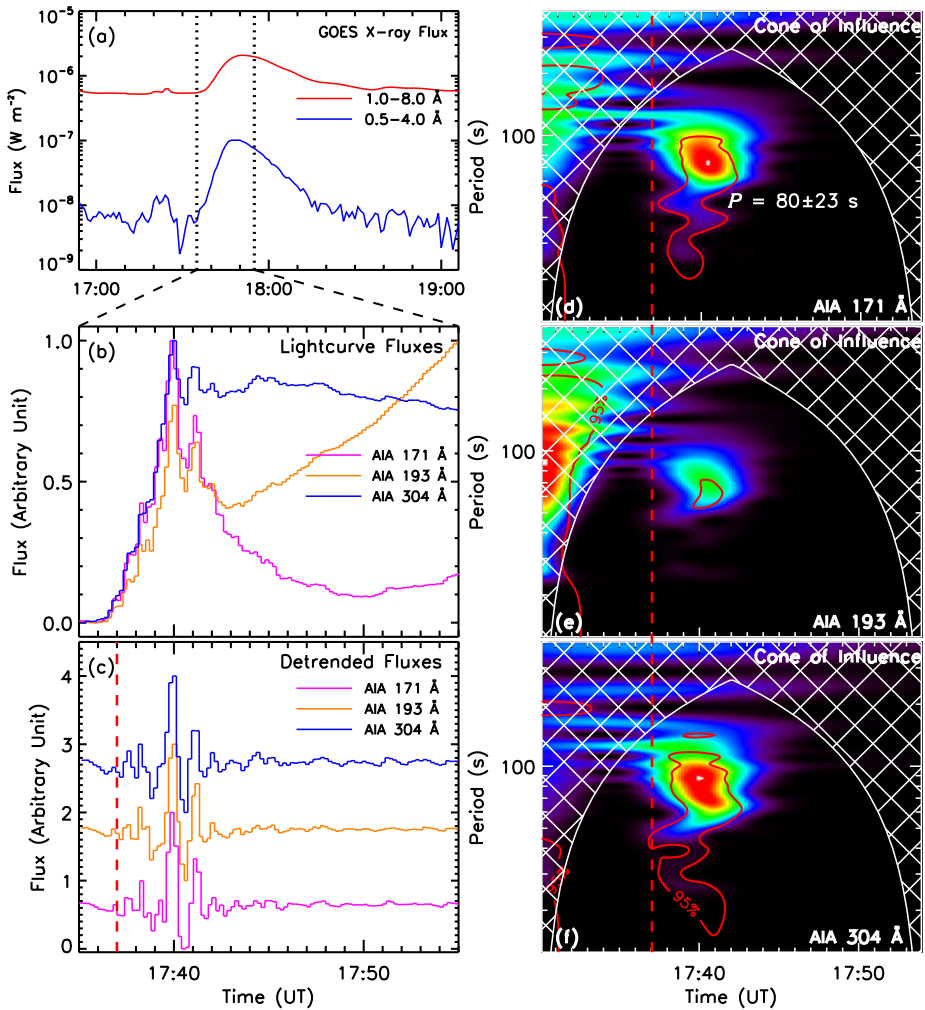 (a)
GOES X-ray Flux
10⁻⁵
10⁻⁶
10⁻⁷
10⁻⁸
10⁻⁹
Flux (W m⁻²)
1.0−8.0 Å
0.5−4.0 Å
17:00
18:00
19:00
(b)
Lightcurve Fluxes
1.0
0.5
0.0
Flux (Arbitrary Unit)
AIA 171 Å
AIA 193 Å
AIA 304 Å
(c)
Detrended Fluxes
4
3
2
1
0
Flux (Arbitrary Unit)
AIA 171 Å
AIA 193 Å
AIA 304 Å
17:40
17:50
Time (UT)
Cone of Influence
Period (s)
100
P = 80±23 s
(d)
AIA 171 Å
Cone of Influence
95%
Period (s)
100
(e)
AIA 193 Å
Cone of Influence
Period (s)
100
95%
(f)
AIA 304 Å
17:40
17:50
Time (UT)